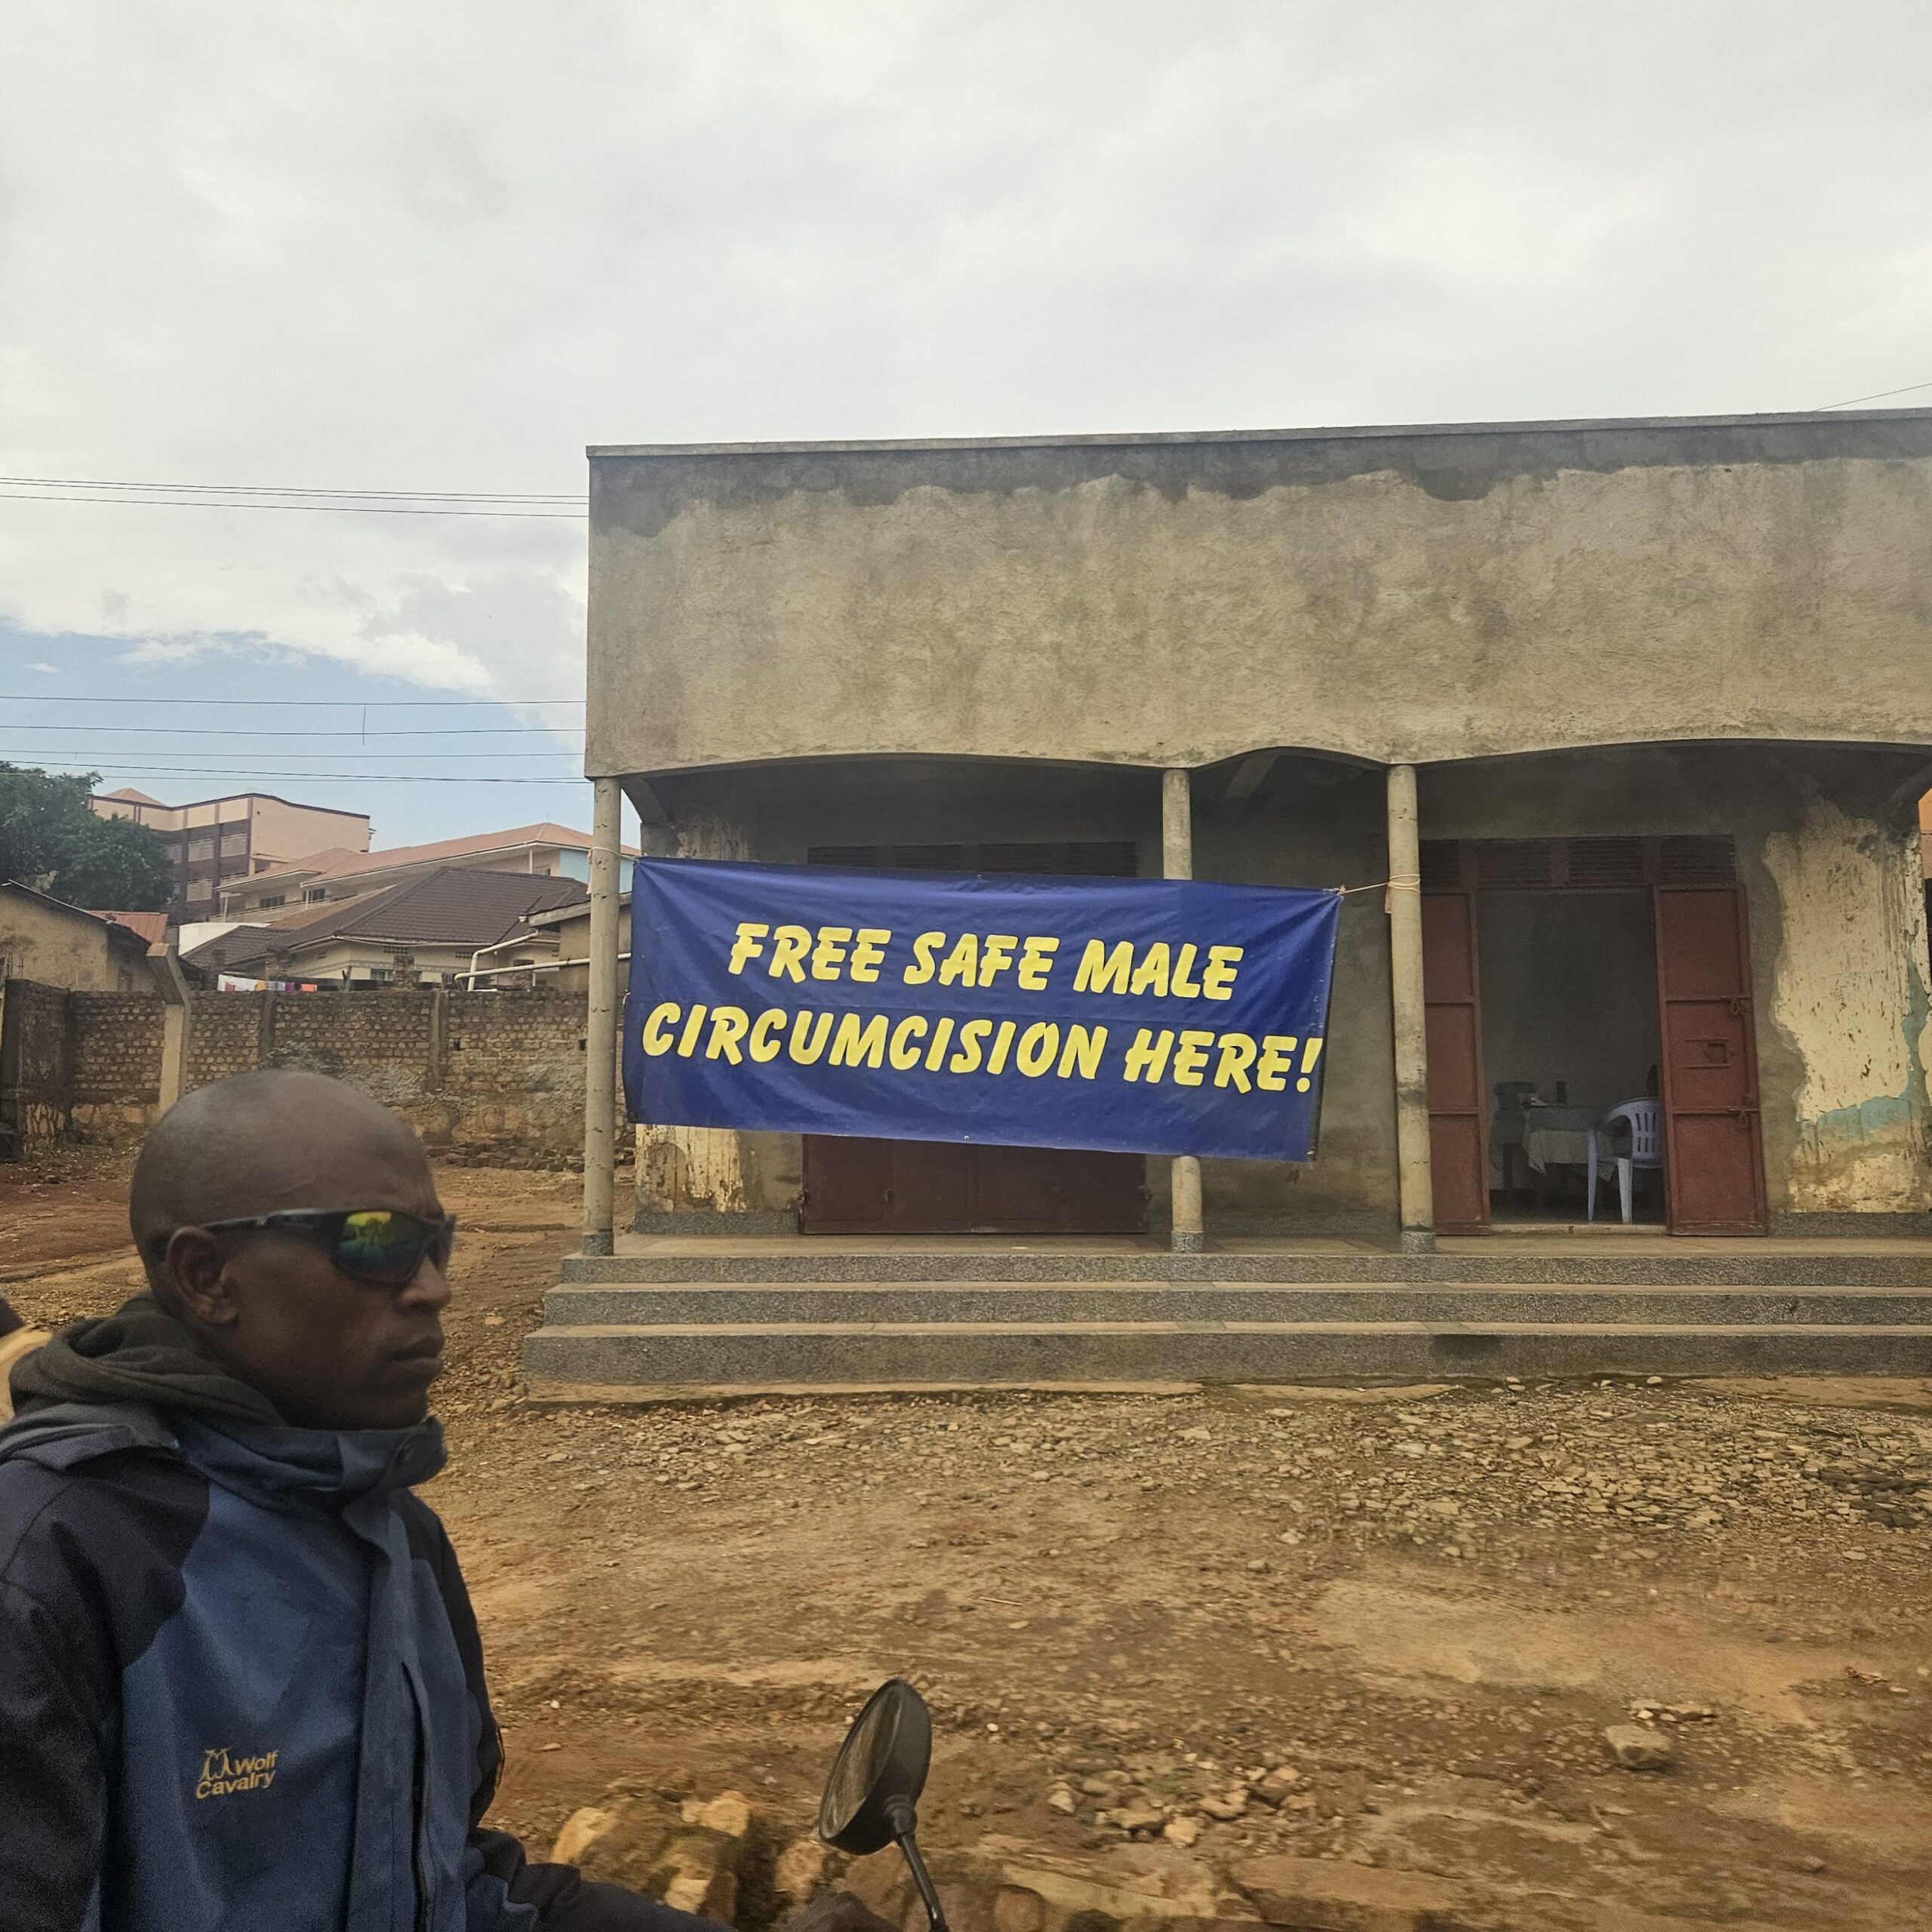 FREE SAFE MALE
CIRCUMCISION HERE!
Wolf
Cavalry